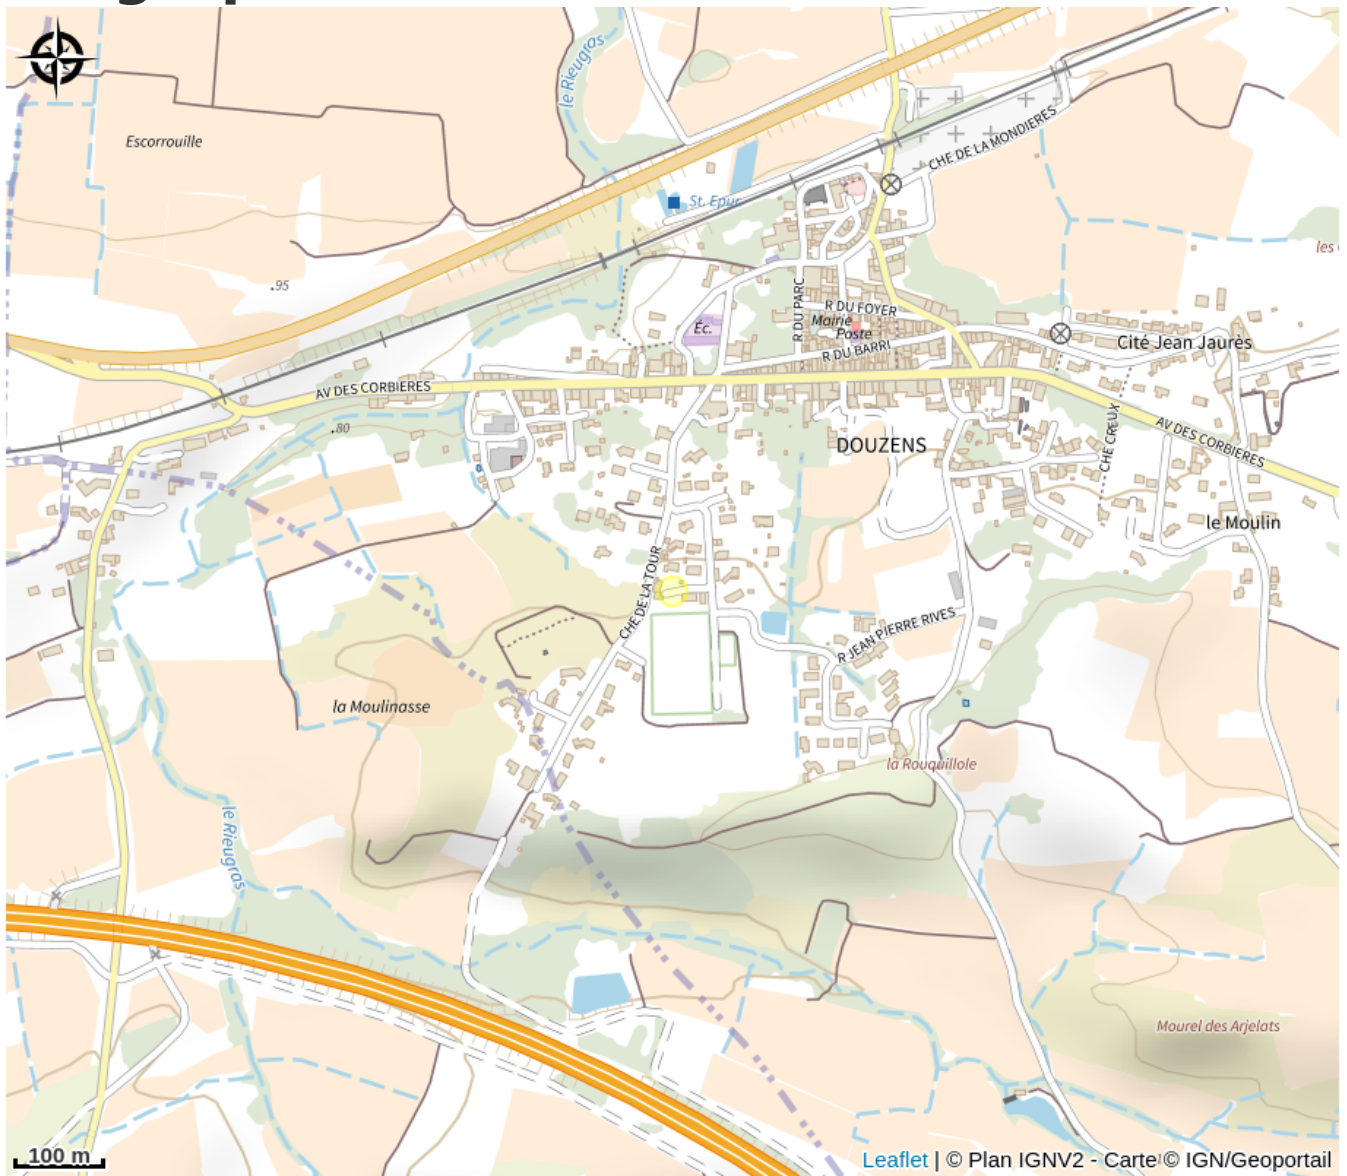 le Rieugras
Escorrouille
CHE DE LA MONDIERES
St. Epur.
les
.95
R DU PARC
R DU FOYER
Mairie
Poste
Éc.
R DU BARRI
Cité Jean Jaurès
AV DES CORBIERES
.80
DOUZENS
CHE CREUX
AV DES CORBIERES
le Moulin
CHE DE LA TOUR
R JEAN PIERRE RIVES
la Moulinasse
la Rouquillole
le Rieugras
Mourel des Arjelats
100 m
Leaflet | © Plan IGNV2 - Carte © IGN/Geoportail